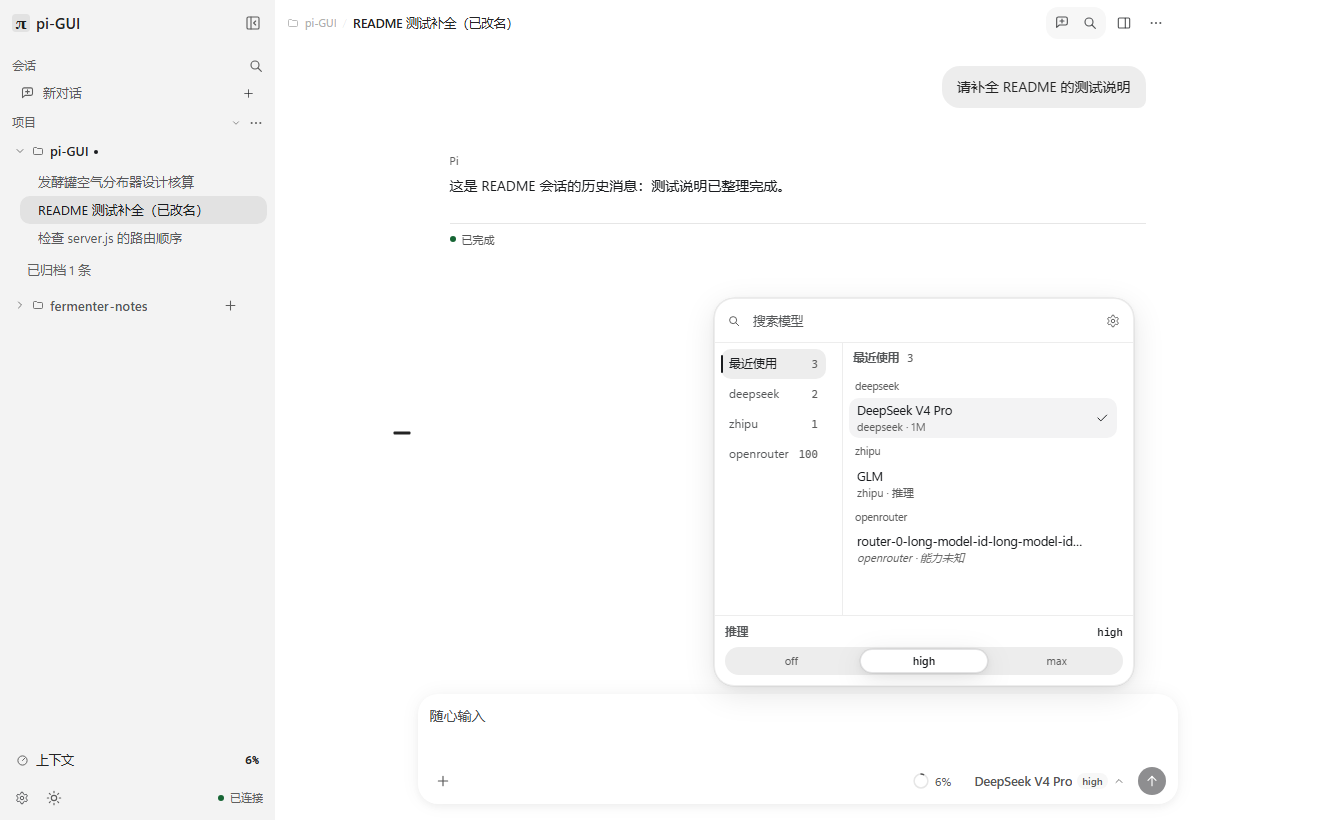 π pi-GUI
会话
新对话
项目
pi-GUI
发酵罐空气分布器设计核算
README 测试补全（已改名）
检查 server.js 的路由顺序
已归档 1 条
fermenter-notes
上下文 6%
已连接
pi-GUI / README 测试补全（已改名）
请补全 README 的测试说明
Pi
这是 README 会话的历史消息：测试说明已整理完成。
已完成
搜索模型
最近使用 3
deepseek 2
zhipu 1
openrouter 100
最近使用 3
deepseek
DeepSeek V4 Pro
deepseek · 1M
zhipu
GLM
zhipu · 推理
openrouter
router-0-long-model-id-long-model-id...
openrouter · 能力未知
推理 high
off high max
随心输入
6% DeepSeek V4 Pro high